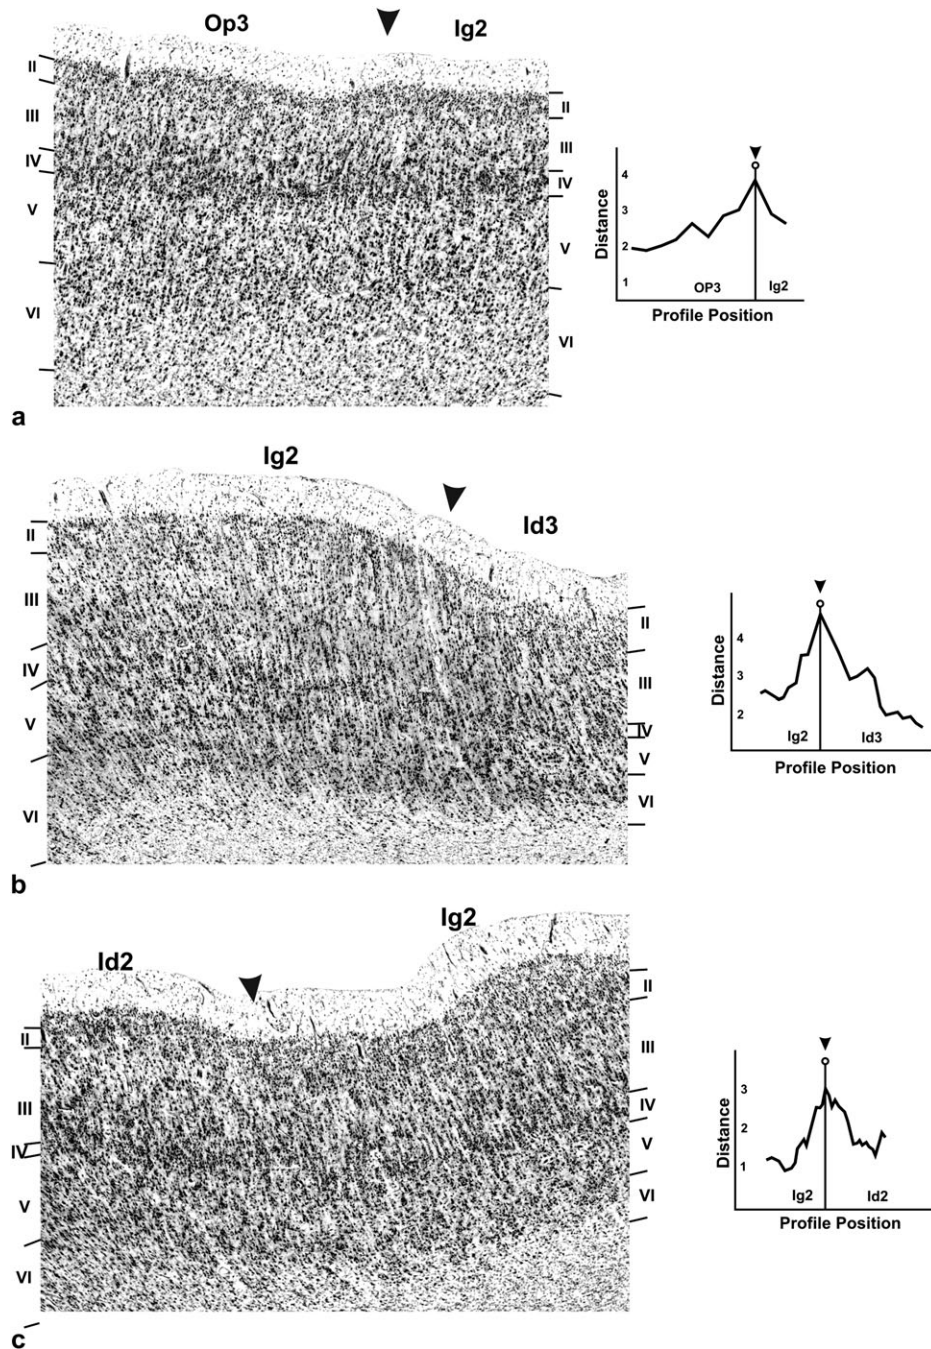 Op3
Ig2
II
III
IV
V
VI
II
III
IV
V
VI
Distance
4
3
2
1
OP3
Ig2
Profile Position
a
Ig2
Id3
II
III
IV
V
VI
II
III
IV
V
VI
Distance
4
3
2
Ig2
Id3
Profile Position
b
Id2
Ig2
II
III
IV
V
VI
II
III
IV
V
VI
Distance
3
2
1
Ig2
Id2
Profile Position
c